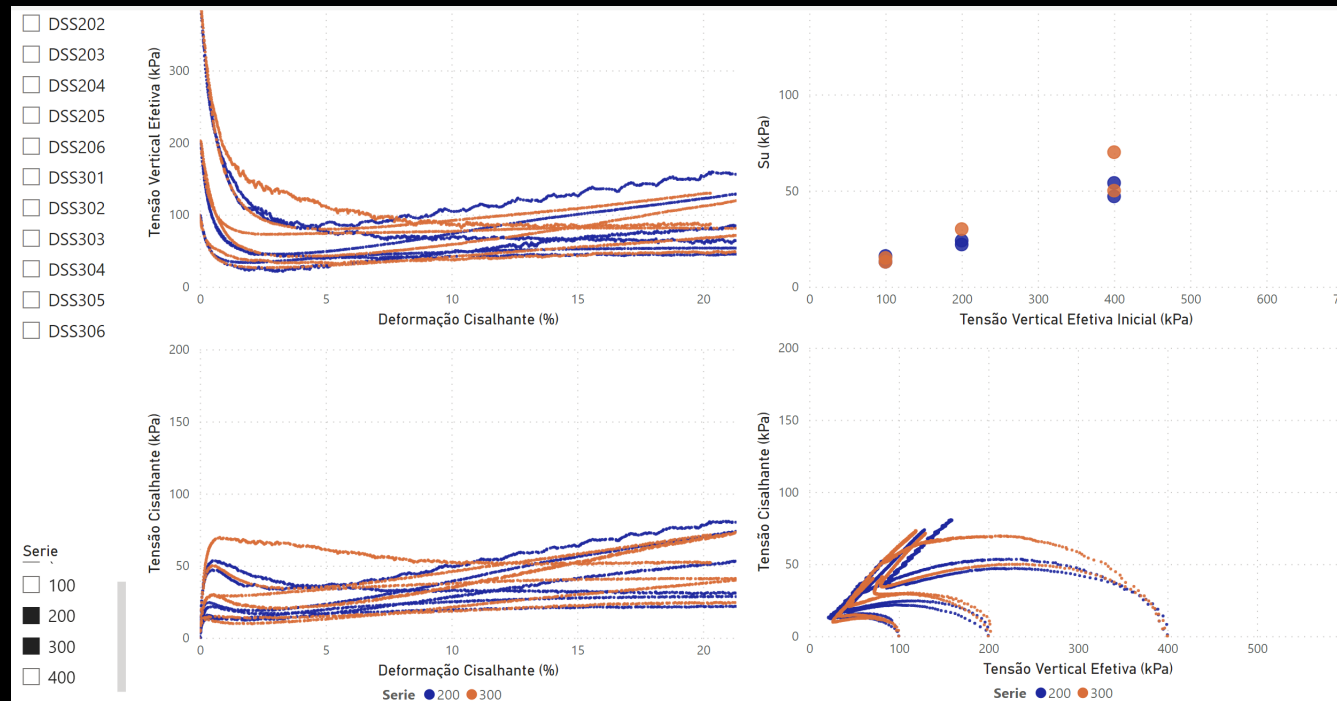 DSS202
DSS203
DSS204
DSS205
DSS206
DSS301
DSS302
DSS303
DSS304
DSS305
DSS306
Serie
100
200
300
400
Tensão Vertical Efetiva (kPa)
300
200
100
0
0 5 10 15 20
Deformação Cisalhante (%)
Su (kPa)
100
50
0
0 100 200 300 400 500 600 7
Tensão Vertical Efetiva Inicial (kPa)
Tensão Cisalhante (kPa)
200
150
100
50
0
0 5 10 15 20
Deformação Cisalhante (%)
Serie 200 300
Tensão Cisalhante (kPa)
200
150
100
50
0
0 100 200 300 400 500
Tensão Vertical Efetiva (kPa)
Serie 200 300